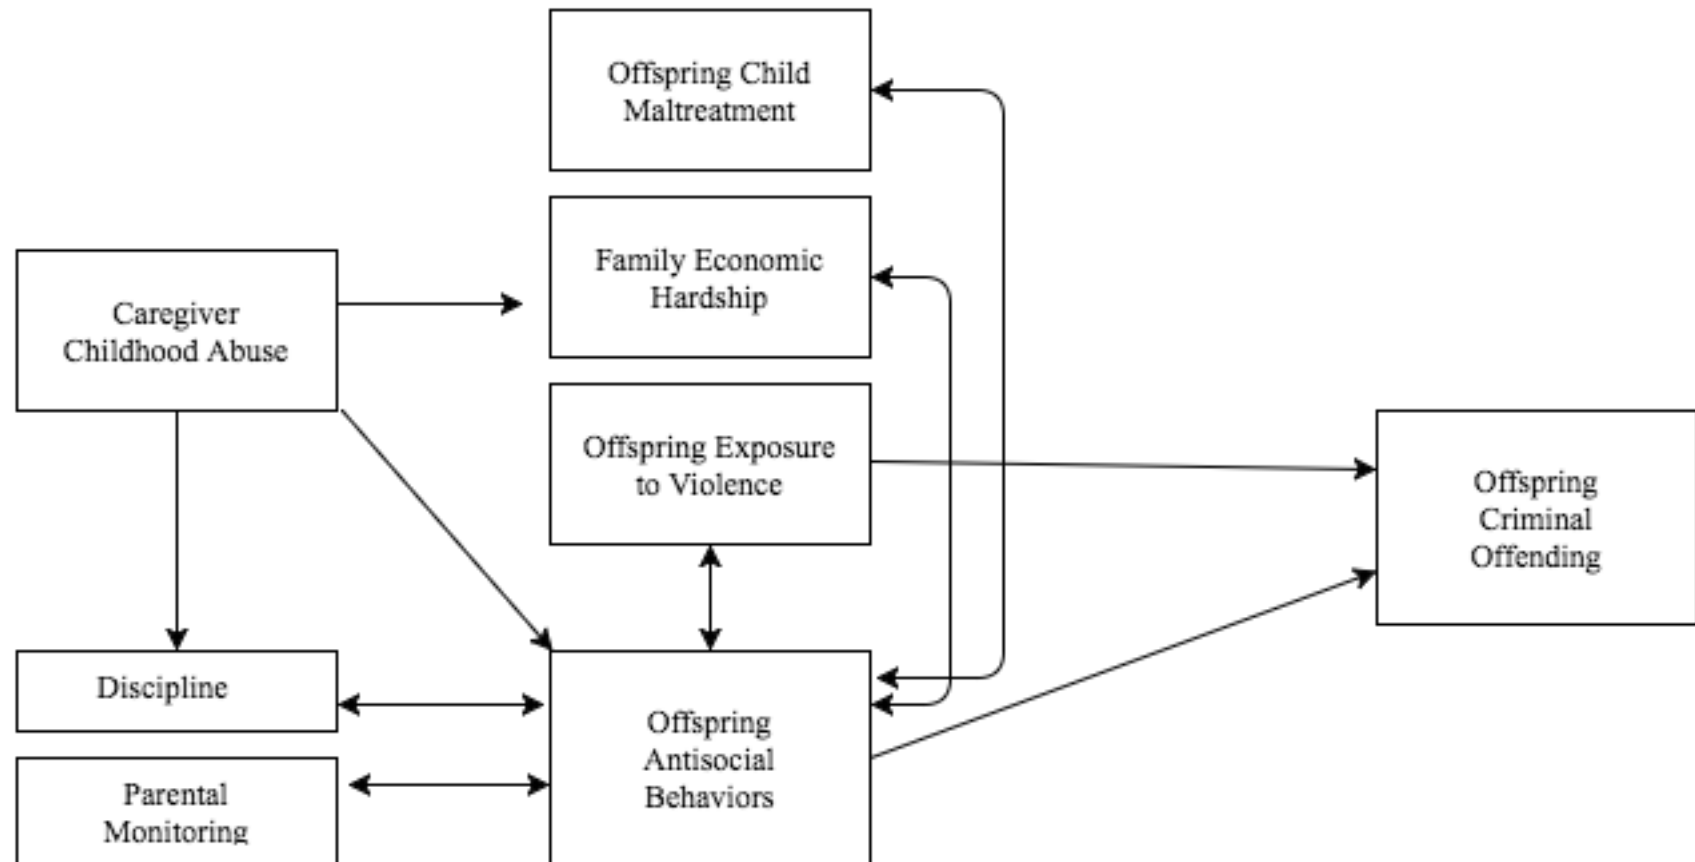 Offspring Child
Maltreatment
Family Economic
Hardship
Caregiver
Childhood Abuse
Offspring Exposure
to Violence
Offspring
Criminal
Offending
Discipline
Offspring
Antisocial
Behaviors
Parental
Monitoring